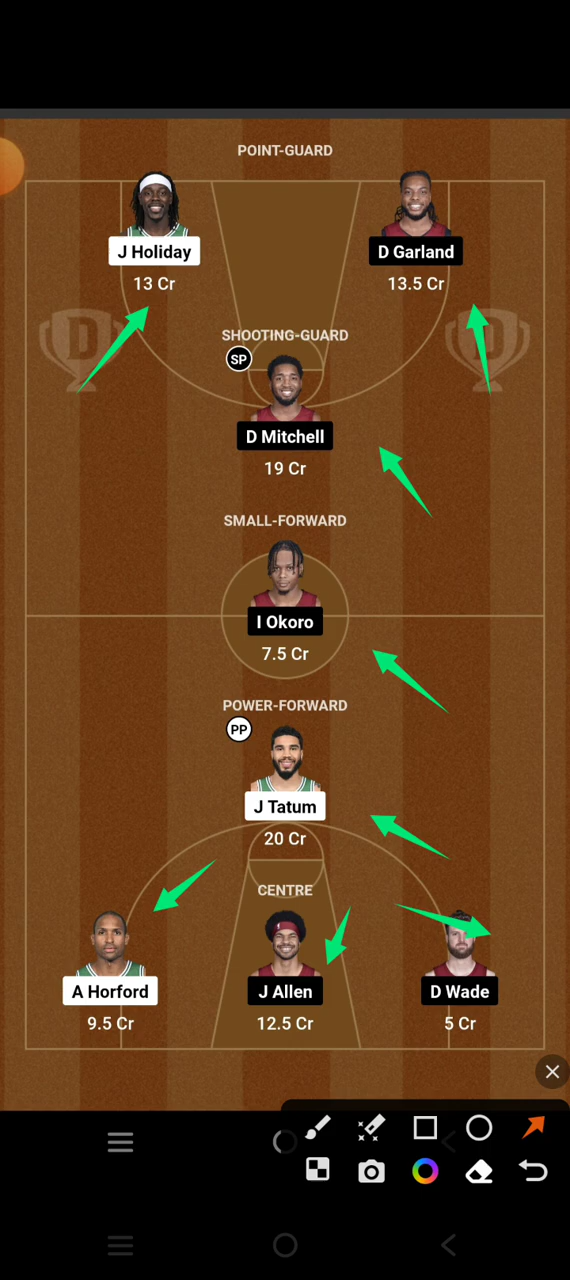 POINT-GUARD
J Holiday
D Garland
13 Cr
13.5 Cr
D
D
SHOOTING-GUARD
SP
D Mitchell
19 Cr
SMALL-FORWARD
I Okoro
7.5 Cr
POWER-FORWARD
PP
J Tatum
20 Cr
CENTRE
A Horford
J Allen
D Wade
9.5 Cr
12.5 Cr
5 Cr